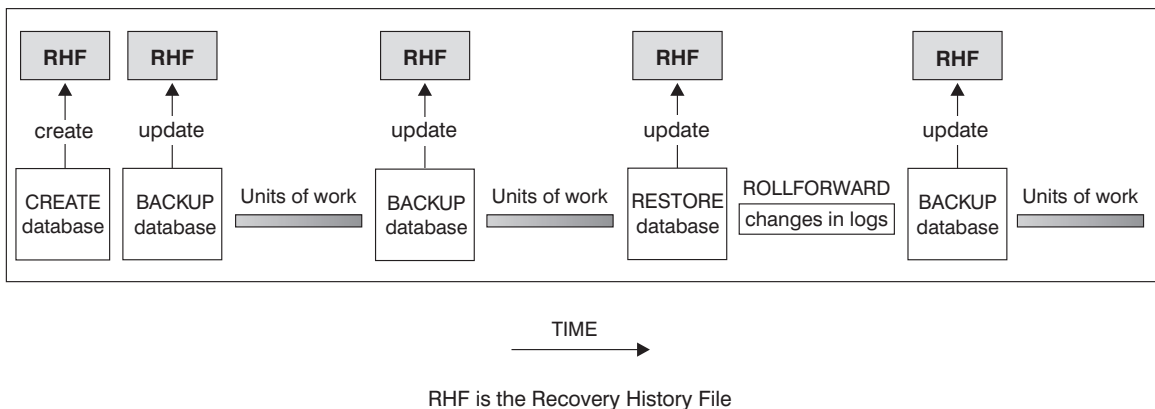 RHF
RHF
RHF
RHF
RHF
create
update
update
update
update
CREATE
database
BACKUP
database
Units of work
BACKUP
database
Units of work
RESTORE
database
ROLLFORWARD
changes in logs
BACKUP
database
Units of work
TIME
RHF is the Recovery History File